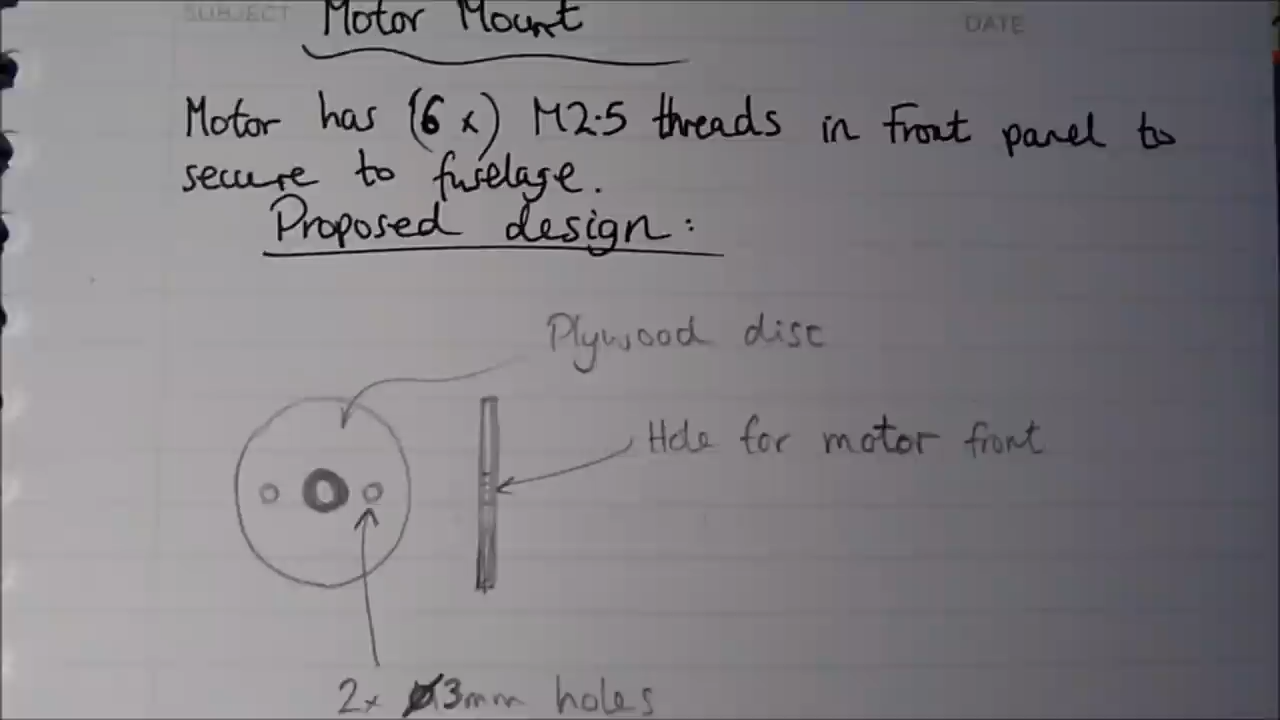 SUBJECT
DATE
Motor Mount
Motor has (6 x) M2.5 threads in front panel to
secure to fuselage.
Proposed design:
Plywood disc
Hole for motor front
2x Ø3mm holes